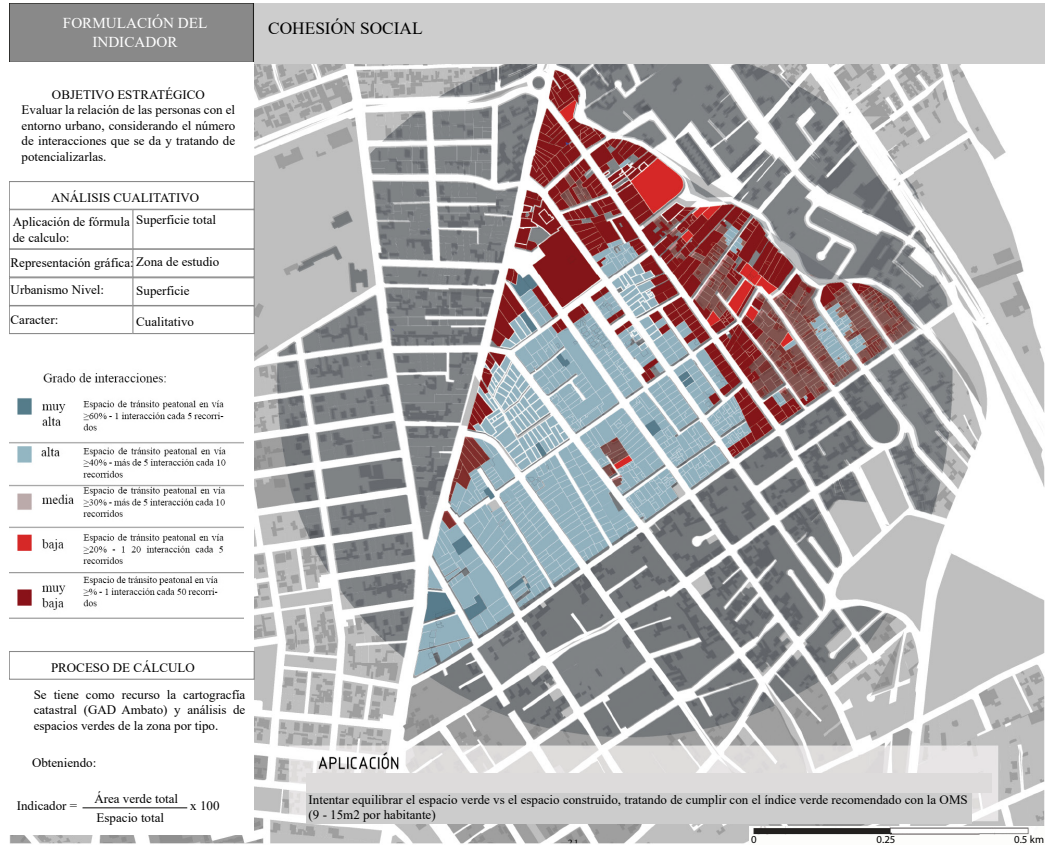 FORMULACIÓN DEL
INDICADOR
COHESIÓN SOCIAL
OBJETIVO ESTRATÉGICO
Evaluar la relación de las personas con el
entorno urbano, considerando el número
de interacciones que se da y tratando de
potencializarlas.
ANÁLISIS CUALITATIVO
Aplicación de fórmula
de calculo:
Superficie total
Representación gráfica:
Zona de estudio
Urbanismo Nivel:
Superficie
Caracter:
Cualitativo
Grado de interacciones:
muy
alta
Espacio de tránsito peatonal en vía
≥60% - 1 interacción cada 5 recorri-
dos
alta
Espacio de tránsito peatonal en vía
≥40% - más de 5 interacción cada 10
recorridos
media
Espacio de tránsito peatonal en vía
≥30% - más de 5 interacción cada 10
recorridos
baja
Espacio de tránsito peatonal en vía
≥20% - 1 20 interacción cada 5
recorridos
muy
baja
Espacio de tránsito peatonal en vía
≥% - 1 interacción cada 50 recorri-
dos
PROCESO DE CÁLCULO
Se tiene como recurso la cartogracfía
catastral (GAD Ambato) y análisis de
espacios verdes de la zona por tipo.
Obteniendo:
Indicador = Área verde total x 100
Espacio total
APLICACIÓN
Intentar equilibrar el espacio verde vs el espacio construido, tratando de cumplir con el índice verde recomendado con la OMS
(9 - 15m2 por habitante)
0 0.25 0.5 km